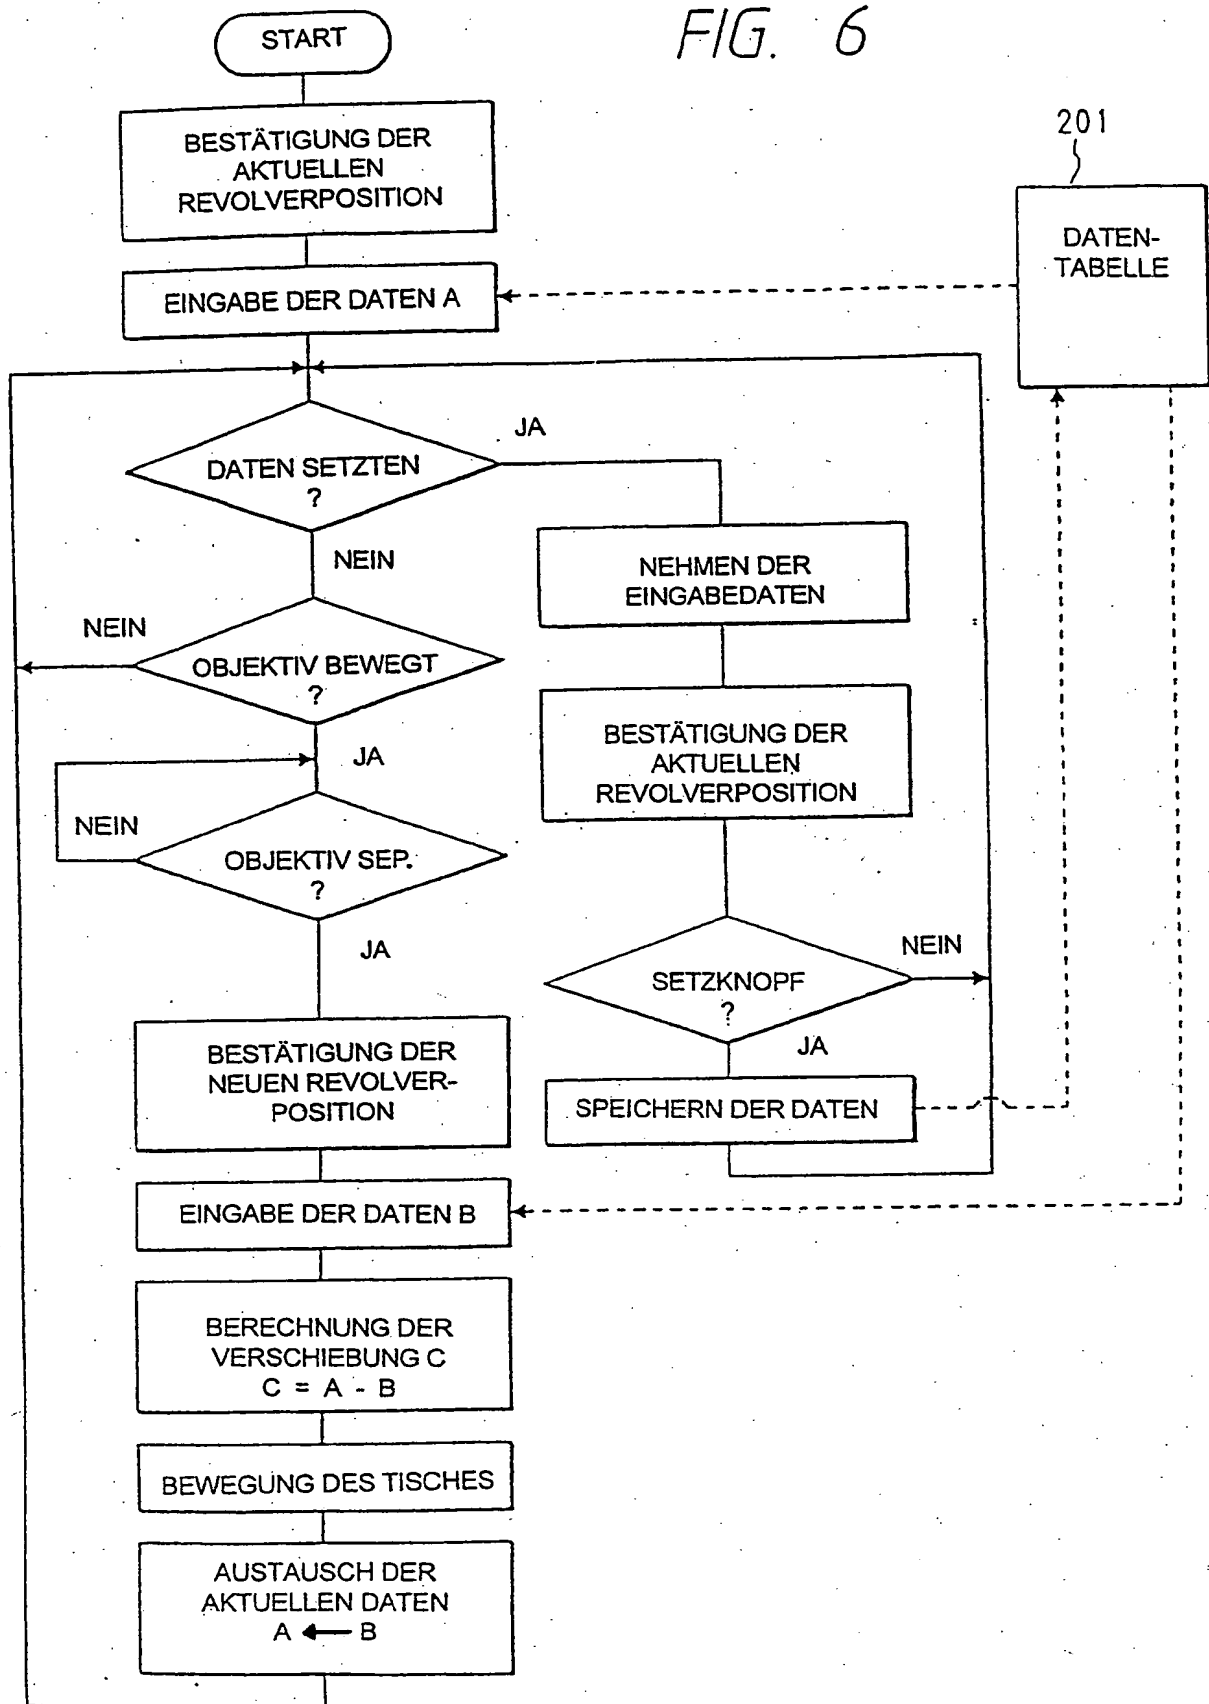 FIG. 6
START
BESTÄTIGUNG DER
AKTUELLEN
REVOLVERPOSITION
EINGABE DER DATEN A
201
DATEN-
TABELLE
DATEN SETZTEN
?
JA
NEIN
NEHMEN DER
EINGABEDATEN
NEIN
OBJEKTIV BEWEGT
?
JA
BESTÄTIGUNG DER
AKTUELLEN
REVOLVERPOSITION
NEIN
OBJEKTIV SEP.
?
JA
SETZKNOPF
?
NEIN
JA
SPEICHERN DER DATEN
BESTÄTIGUNG DER
NEUEN REVOLVER-
POSITION
EINGABE DER DATEN B
BERECHNUNG DER
VERSCHIEBUNG C
C = A - B
BEWEGUNG DES TISCHES
AUSTAUSCH DER
AKTUELLEN DATEN
A ← B